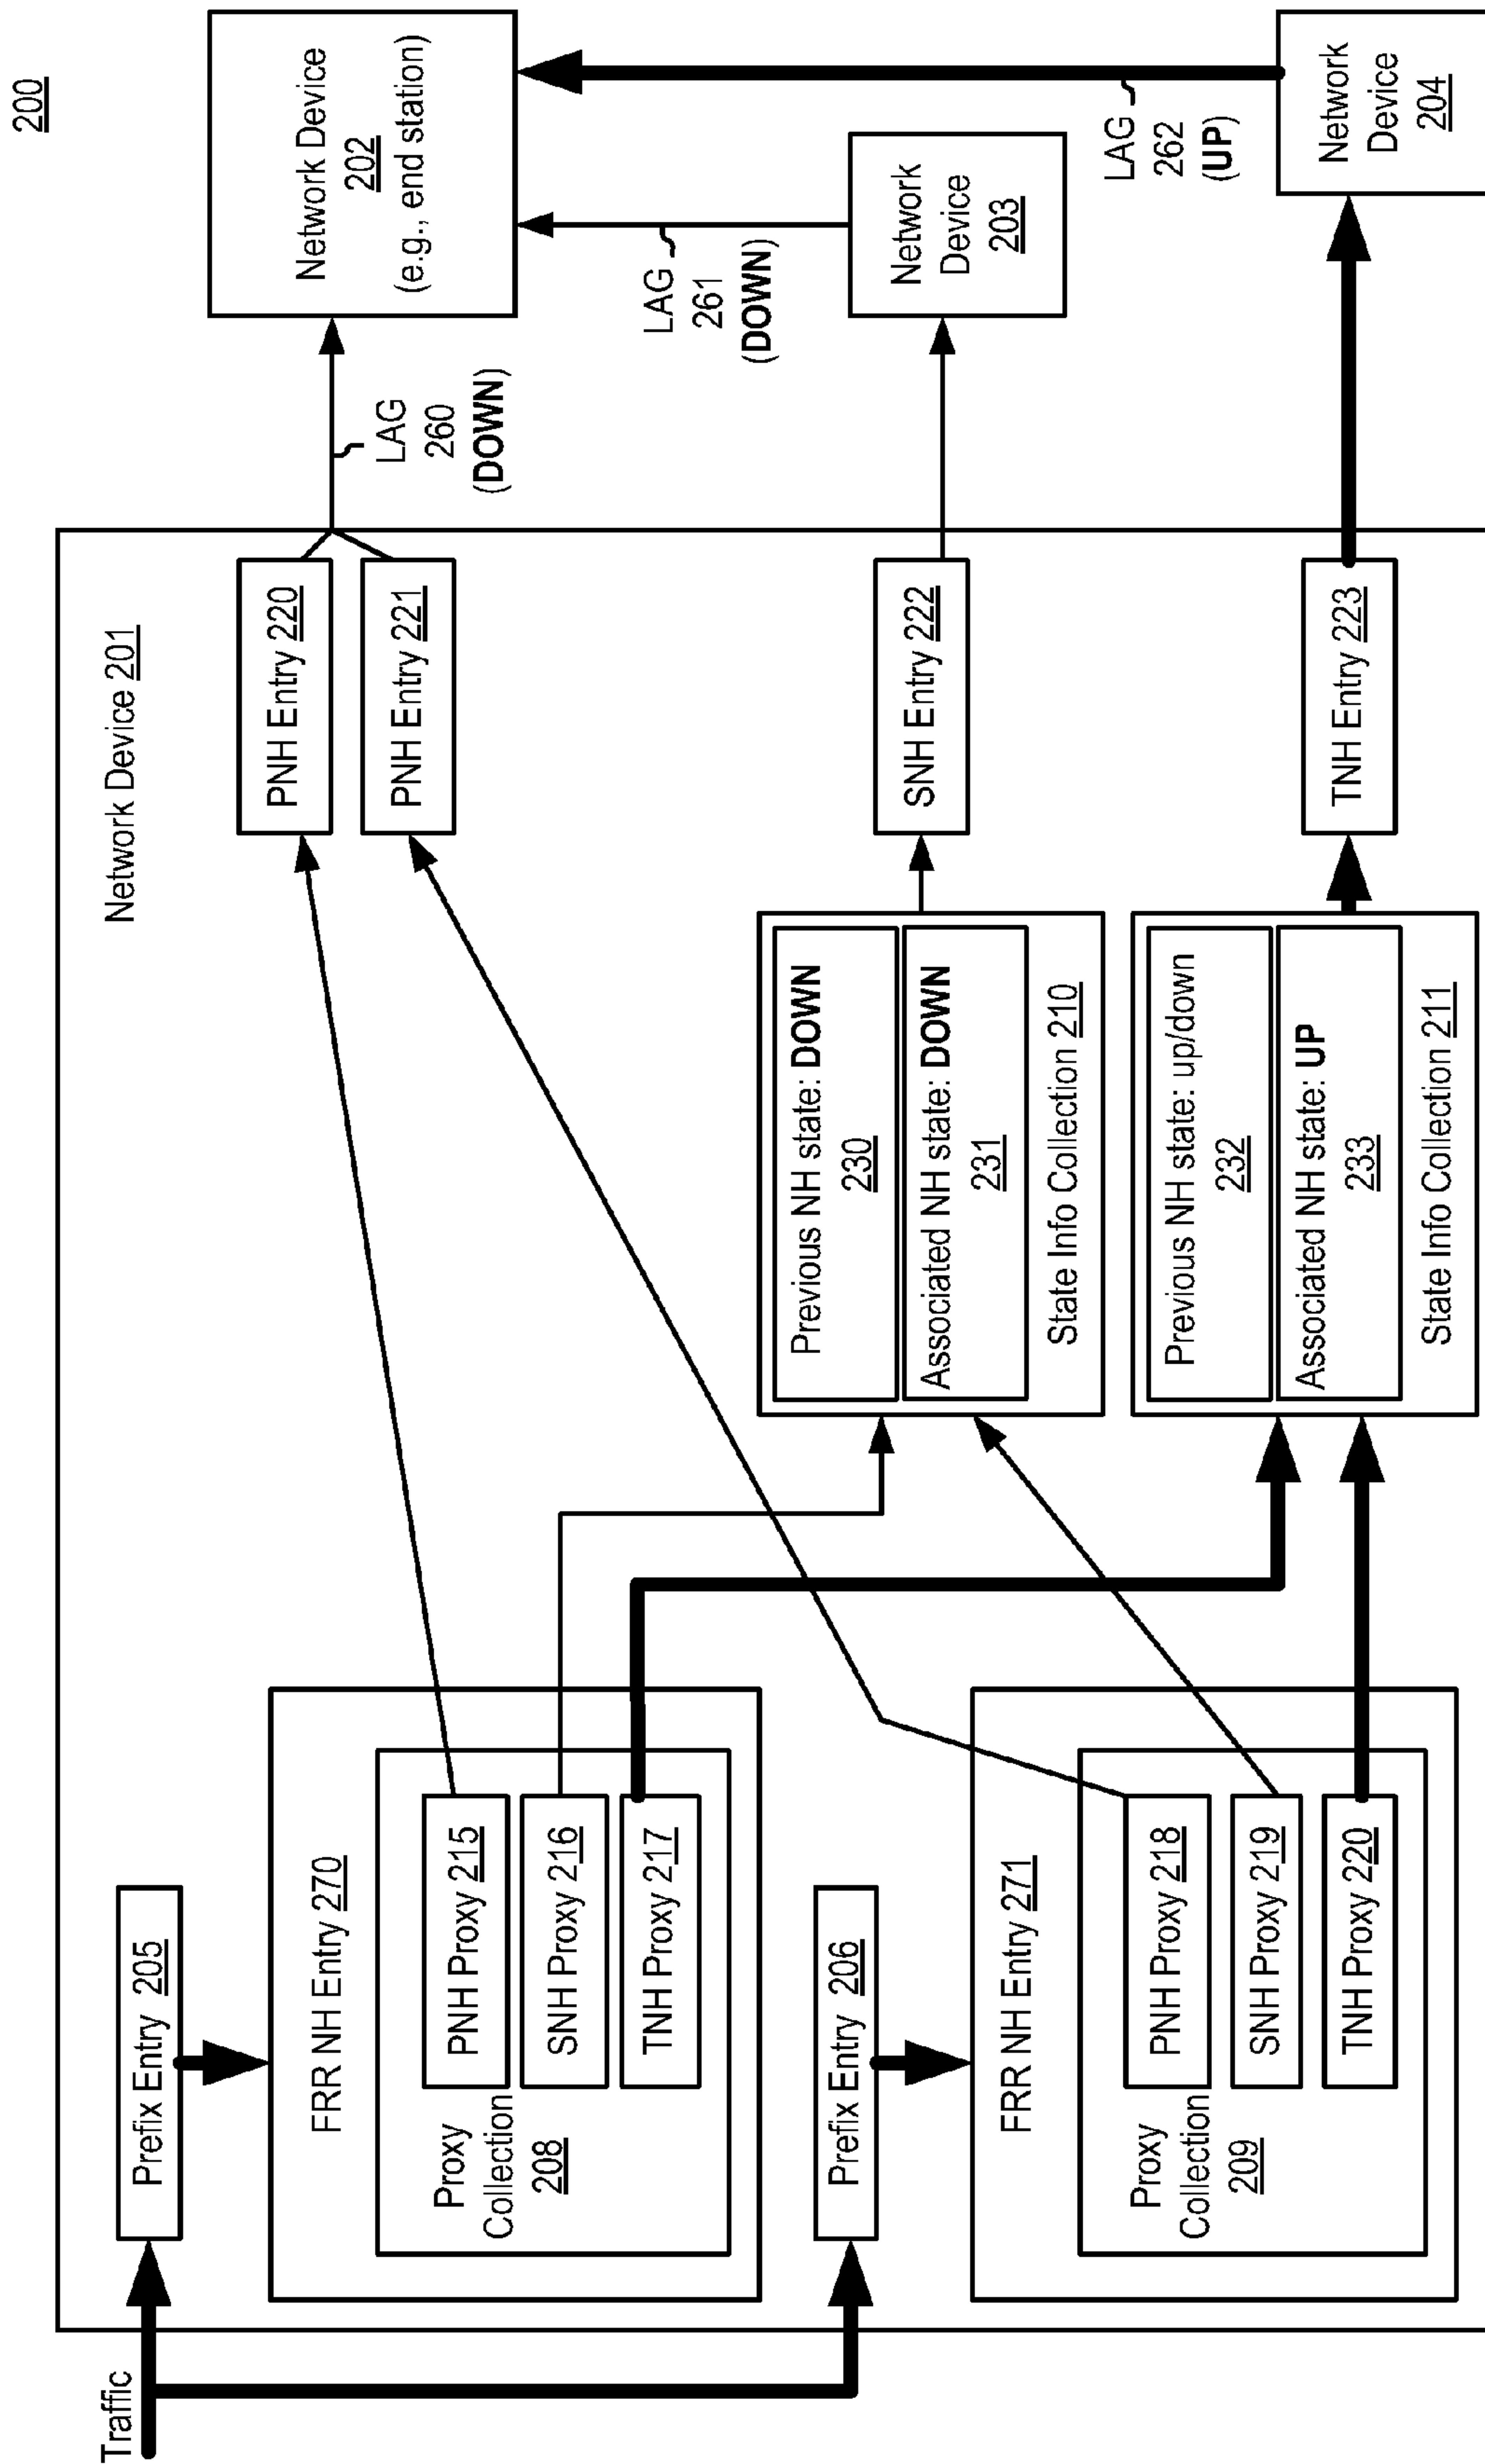 200
Traffic
Network Device 201
Prefix Entry 205
FRR NH Entry 270
Proxy
Collection
208
PNH Proxy 215
SNH Proxy 216
TNH Proxy 217
Prefix Entry 206
FRR NH Entry 271
Proxy
Collection
209
PNH Proxy 218
SNH Proxy 219
TNH Proxy 220
Previous NH state: DOWN
230
Associated NH state: DOWN
231
State Info Collection 210
Previous NH state: up/down
232
Associated NH state: UP
233
State Info Collection 211
PNH Entry 220
PNH Entry 221
SNH Entry 222
TNH Entry 223
LAG
260
(DOWN)
Network Device
202
(e.g., end station)
LAG
261
(DOWN)
Network
Device
203
LAG
262
(UP)
Network
Device
204